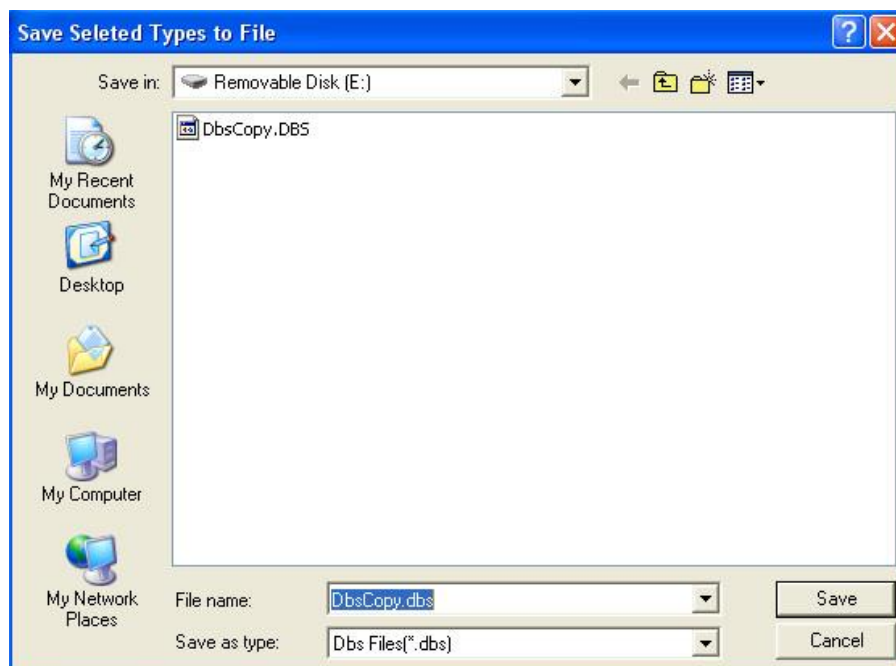 Save Seleted Types to File
Save in:
Removable Disk (E:)
DbsCopy.DBS
My Recent
Documents
Desktop
My Documents
My Computer
My Network
Places
File name:
DbsCopy.dbs
Save
Save as type:
Dbs Files(*.dbs)
Cancel